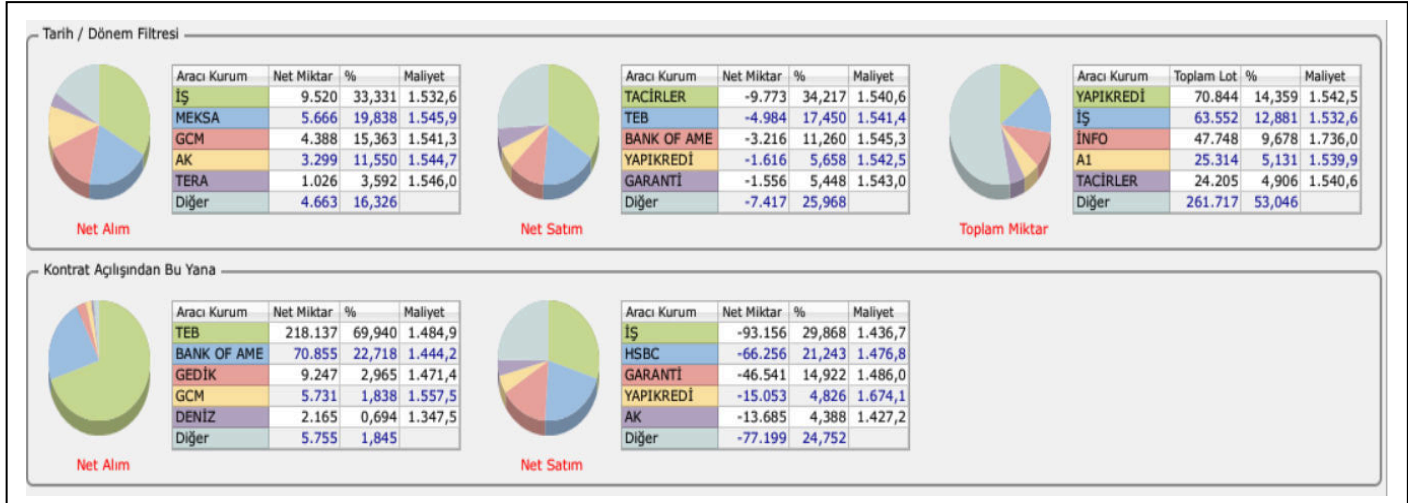 Tarih / Dönem Filtresi
Aracı Kurum Net Miktar % Maliyet
İŞ 9.520 33,331 1.532,6
MEKSA 5.666 19,838 1.545,9
GCM 4.388 15,363 1.541,3
AK 3.299 11,550 1.544,7
TERA 1.026 3,592 1.546,0
Diğer 4.663 16,326
Net Alım
Aracı Kurum Net Miktar % Maliyet
TACİRLER -9.773 34,217 1.540,6
TEB -4.984 17,450 1.541,4
BANK OF AME -3.216 11,260 1.545,3
YAPIKREDİ -1.616 5,658 1.542,5
GARANTİ -1.556 5,448 1.543,0
Diğer -7.417 25,968
Net Satım
Aracı Kurum Toplam Lot % Maliyet
YAPIKREDİ 70.844 14,359 1.542,5
İŞ 63.552 12,881 1.532,6
İNFO 47.748 9,678 1.736,0
A1 25.314 5,131 1.539,9
TACİRLER 24.205 4,906 1.540,6
Diğer 261.717 53,046
Toplam Miktar
Kontrat Açılışından Bu Yana
Aracı Kurum Net Miktar % Maliyet
TEB 218.137 69,940 1.484,9
BANK OF AME 70.855 22,718 1.444,2
GEDİK 9.247 2,965 1.471,4
GCM 5.731 1,838 1.557,5
DENİZ 2.165 0,694 1.347,5
Diğer 5.755 1,845
Net Alım
Aracı Kurum Net Miktar % Maliyet
İŞ -93.156 29,868 1.436,7
HSBC -66.256 21,243 1.476,8
GARANTİ -46.541 14,922 1.486,0
YAPIKREDİ -15.053 4,826 1.674,1
AK -13.685 4,388 1.427,2
Diğer -77.199 24,752
Net Satım